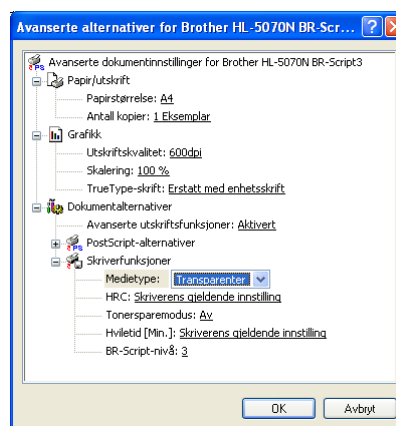 Avanserte alternativer for Brother HL-5070N BR-Scr...
Avanserte dokumentinnstillinger for Brother HL-5070N BR-Script3
Papir/utskrift
Papirstørrelse: A4
Antall kopier: 1 Eksemplar
Grafikk
Utskriftskvalitet: 600dpi
Skalering: 100 %
TrueType-skrift: Erstatt med enhetsskrift
Dokumentalternativer
Avanserte utskriftsfunksjoner: Aktivert
PostScript-alternativer
Skriverfunksjoner
Medietype: Transparenter
HRC: Skriverens gjeldende innstilling
Tonersparemodus: Av
Hviletid [Min.]: Skriverens gjeldende innstilling
BR-Script-nivå: 3
OK Avbryt